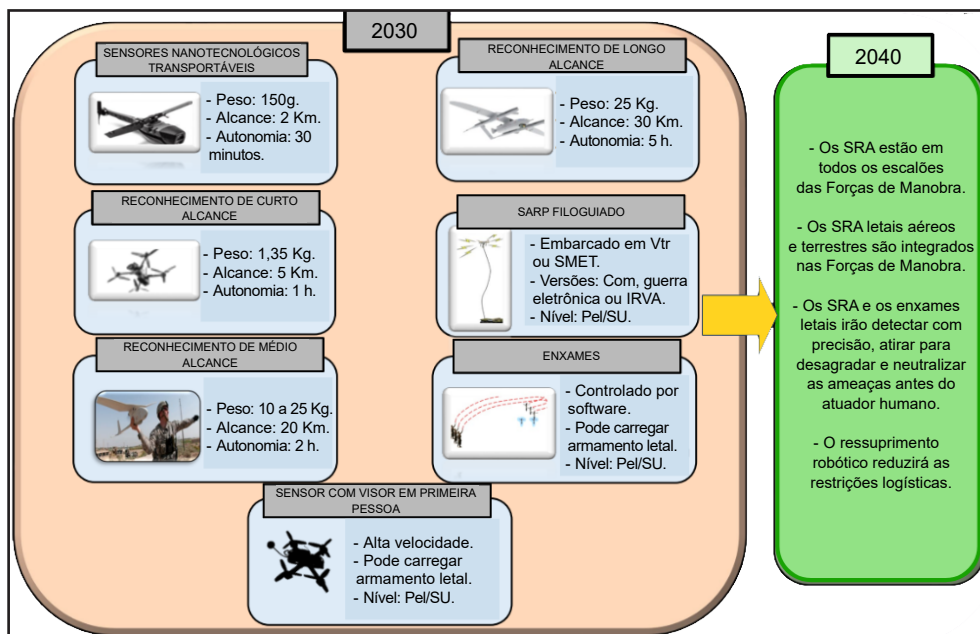 2030
SENSORES NANOTECNOLÓGICOS
TRANSPORTÁVEIS
- Peso: 150g.
- Alcance: 2 Km.
- Autonomia: 30
minutos.
RECONHECIMENTO DE LONGO
ALCANCE
- Peso: 25 Kg.
- Alcance: 30 Km.
- Autonomia: 5 h.
RECONHECIMENTO DE CURTO
ALCANCE
- Peso: 1,35 Kg.
- Alcance: 5 Km.
- Autonomia: 1 h.
SARP FILOGUIADO
- Embarcado em Vtr
ou SMET.
- Versões: Com, guerra
eletrônica ou IRVA.
- Nível: Pel/SU.
RECONHECIMENTO DE MÉDIO
ALCANCE
- Peso: 10 a 25 Kg.
- Alcance: 20 Km.
- Autonomia: 2 h.
ENXAMES
- Controlado por
software.
- Pode carregar
armamento letal.
- Nível: Pel/SU.
SENSOR COM VISOR EM PRIMEIRA
PESSOA
- Alta velocidade.
- Pode carregar
armamento letal.
- Nível: Pel/SU.
2040
- Os SRA estão em
todos os escalões
das Forças de Manobra.
- Os SRA letais aéreos
e terrestres são integrados
nas Forças de Manobra.
- Os SRA e os enxames
letais irão detectar com
precisão, atirar para
desagradar e neutralizar
as ameaças antes do
atuador humano.
- O ressuprimento
robótico reduzirá as
restrições logísticas.